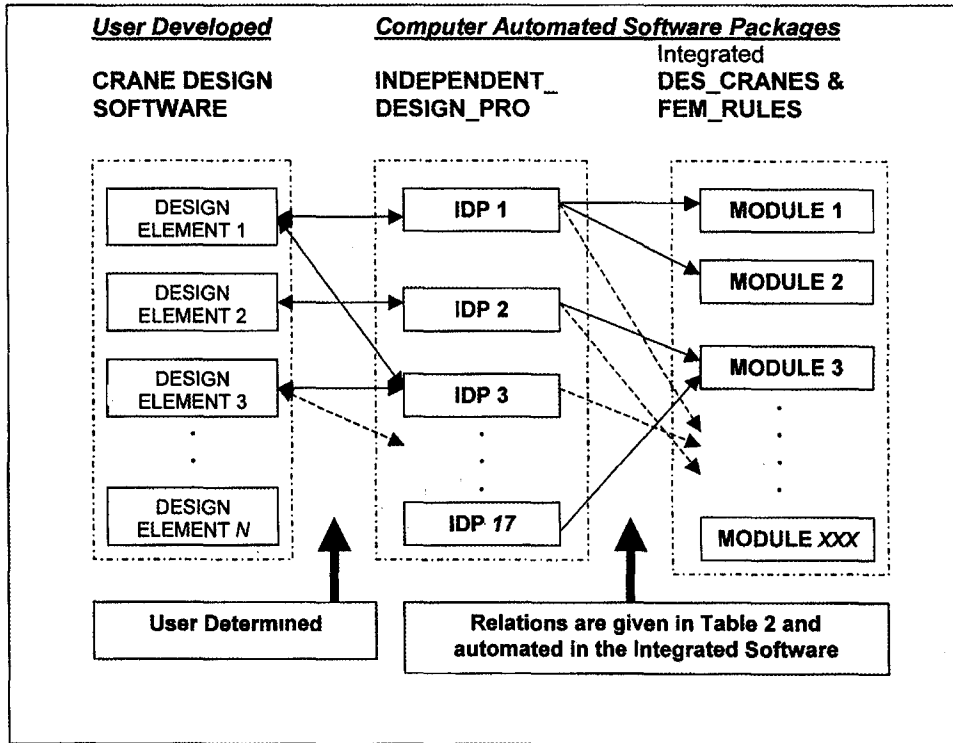 User Developed
Computer Automated Software Packages
CRANE DESIGN
SOFTWARE
INDEPENDENT_
DESIGN_PRO
Integrated
DES_CRANES &
FEM_RULES
DESIGN
ELEMENT 1
DESIGN
ELEMENT 2
DESIGN
ELEMENT 3
DESIGN
ELEMENT N
IDP 1
IDP 2
IDP 3
IDP 17
MODULE 1
MODULE 2
MODULE 3
MODULE XXX
User Determined
Relations are given in Table 2 and
automated in the Integrated Software